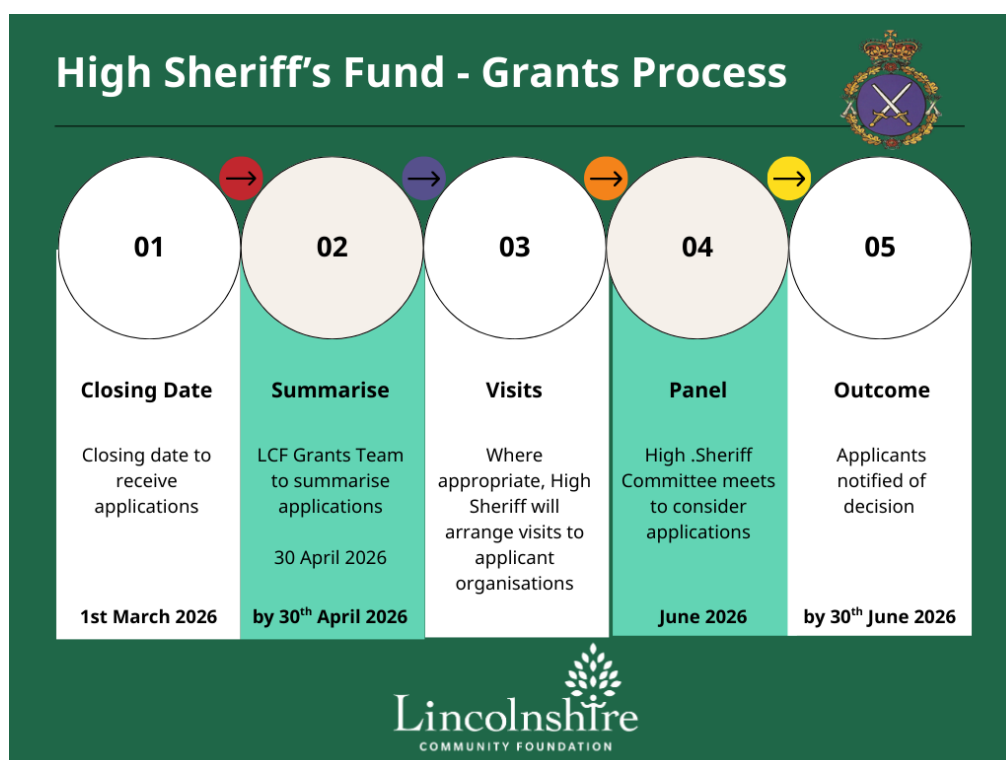 High Sheriff's Fund - Grants Process
01
02
03
04
05
Closing Date
Closing date to
receive
applications
1st March 2026
Summarise
LCF Grants Team
to summarise
applications
30 April 2026
by 30th April 2026
Visits
Where
appropriate, High
Sheriff will
arrange visits to
applicant
organisations
Panel
High .Sheriff
Committee meets
to consider
applications
June 2026
Outcome
Applicants
notified of
decision
by 30th June 2026
Lincolnshire
COMMUNITY FOUNDATION